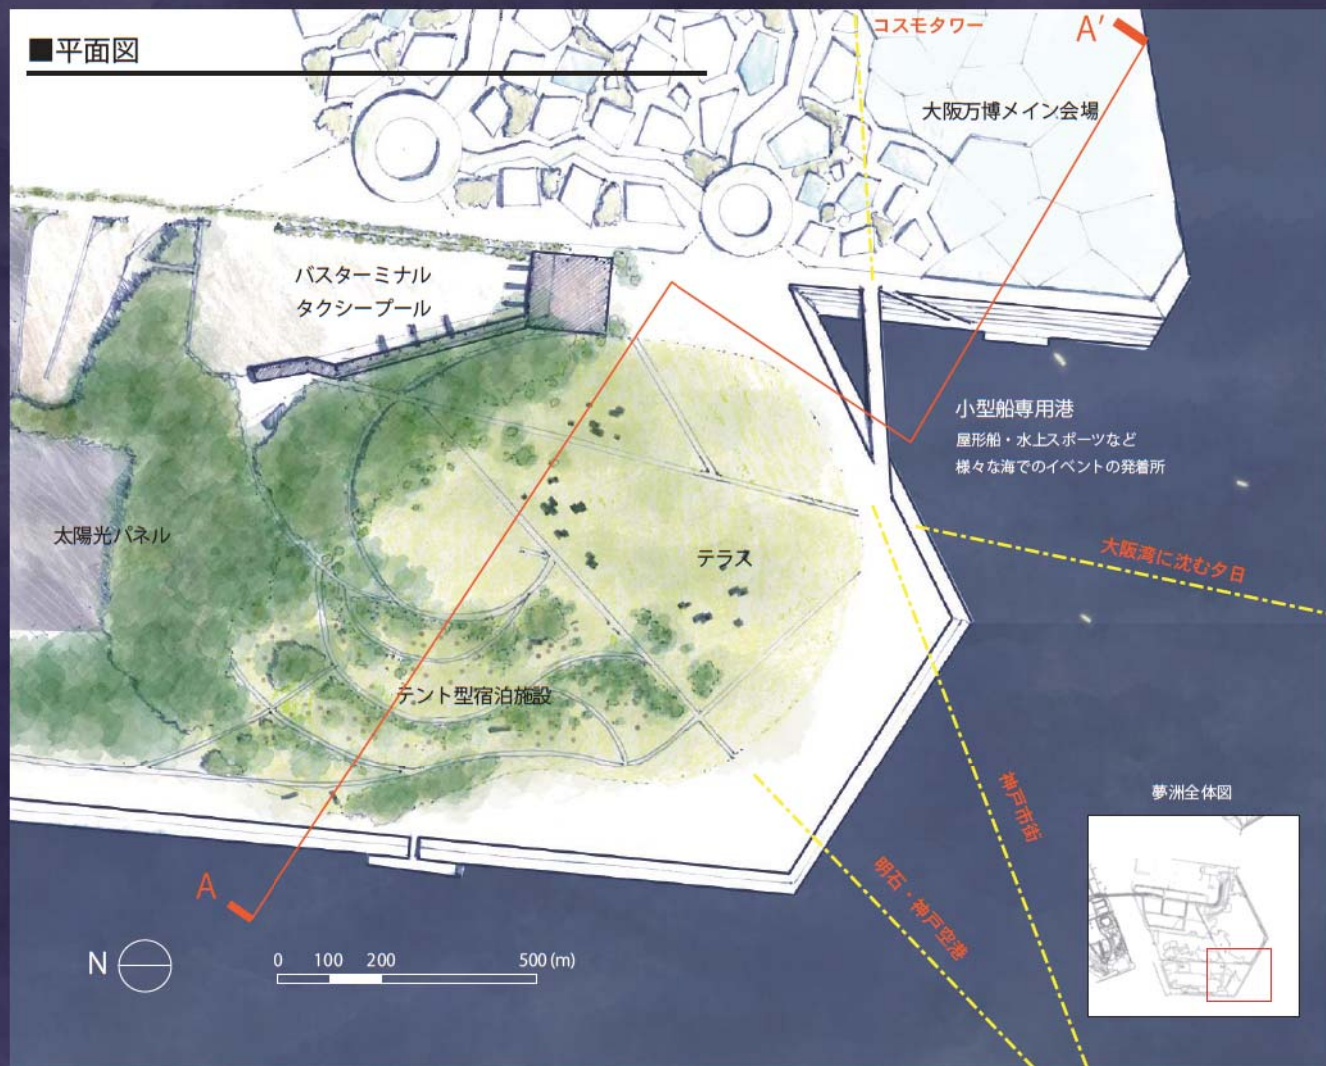 ■平面図
コスモタワー
A′
大阪万博メイン会場
バスターミナル
タクシープール
小型船専用港
屋形船・水上スポーツなど
様々な海でのイベントの発着所
太陽光パネル
テラス
大阪湾に沈む夕日
テント型宿泊施設
神戸市街
夢洲全体図
明石・神戸空港
A
N
0 100 200 500 (m)